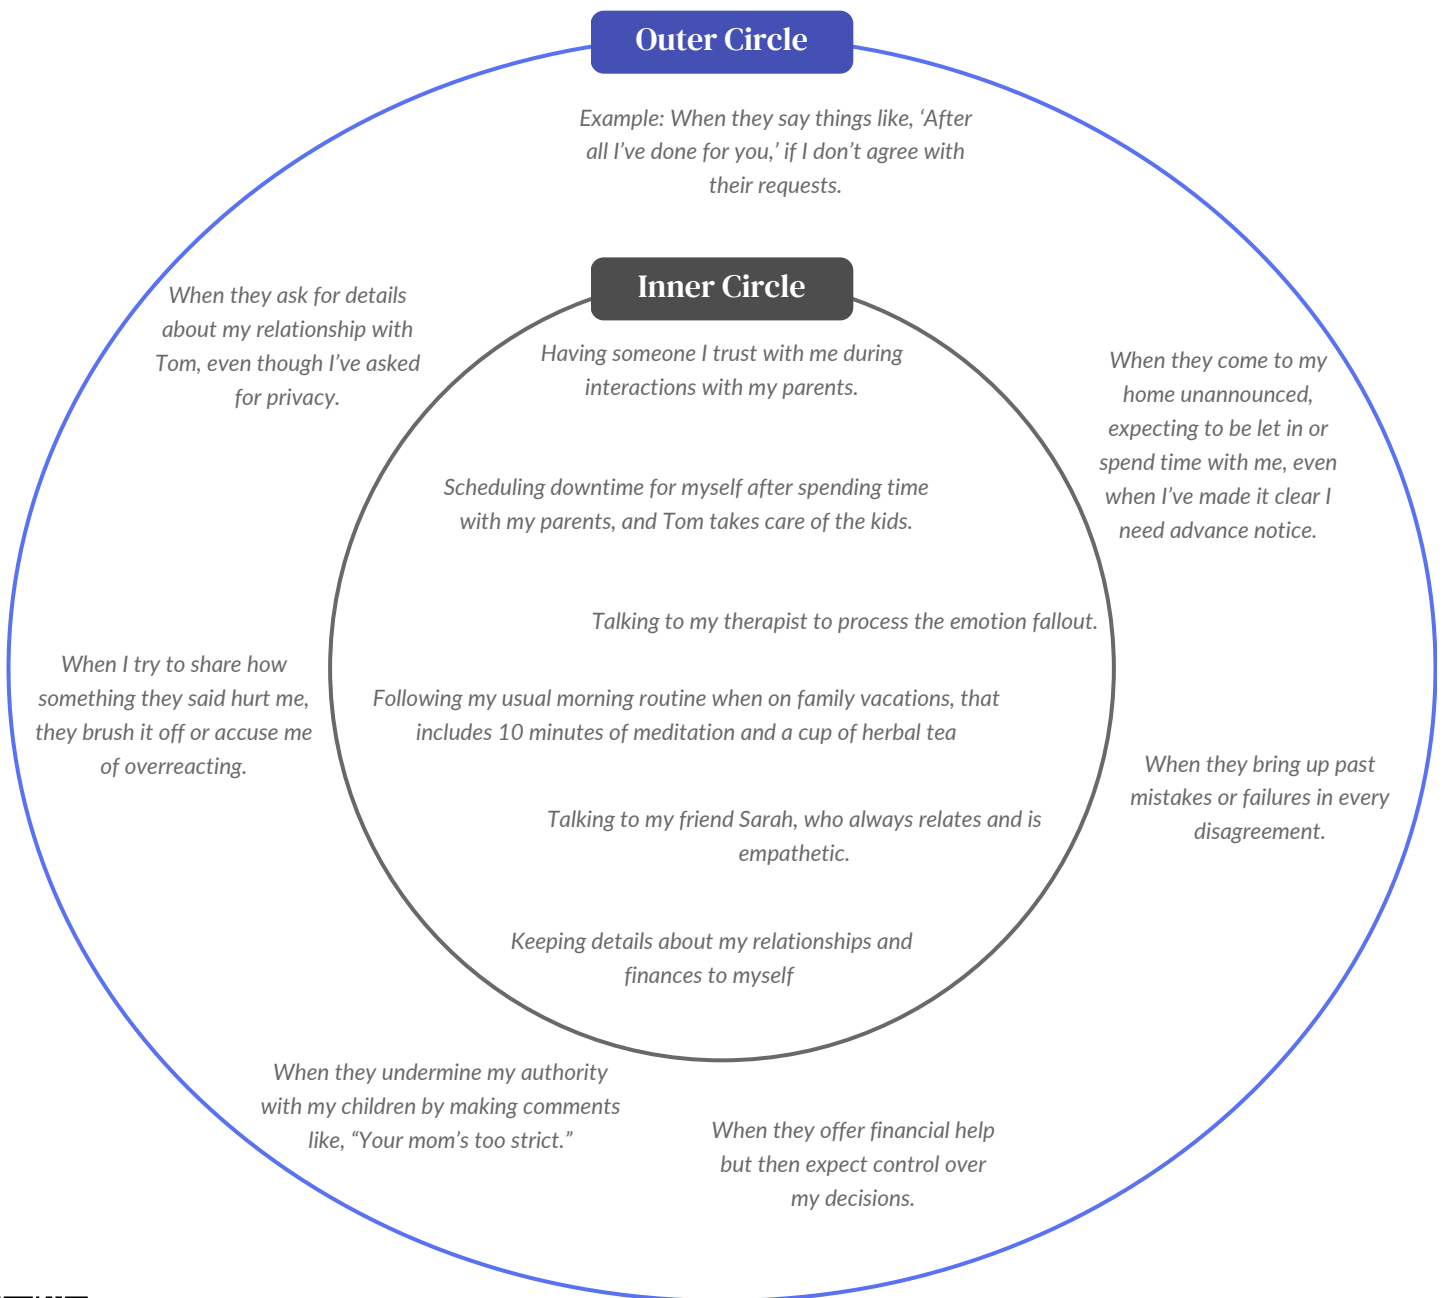 Outer Circle
Example: When they say things like, ‘After
all I’ve done for you,’ if I don’t agree with
their requests.
Inner Circle
When they ask for details
about my relationship with
Tom, even though I’ve asked
for privacy.
Having someone I trust with me during
interactions with my parents.
When they come to my
home unannounced,
expecting to be let in or
spend time with me, even
when I’ve made it clear I
need advance notice.
Scheduling downtime for myself after spending time
with my parents, and Tom takes care of the kids.
Talking to my therapist to process the emotion fallout.
When I try to share how
something they said hurt me,
they brush it off or accuse me
of overreacting.
Following my usual morning routine when on family vacations, that
includes 10 minutes of meditation and a cup of herbal tea
When they bring up past
mistakes or failures in every
disagreement.
Talking to my friend Sarah, who always relates and is
empathetic.
Keeping details about my relationships and
finances to myself
When they undermine my authority
with my children by making comments
like, “Your mom’s too strict.”
When they offer financial help
but then expect control over
my decisions.